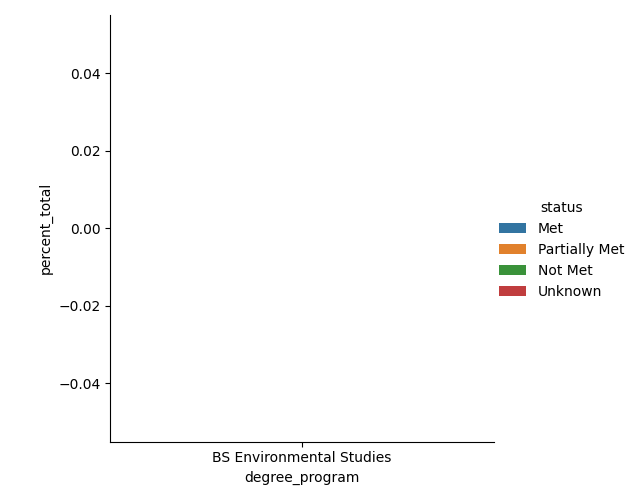 0.04
0.02
0.00
−0.02
−0.04
percent_total
BS Environmental Studies
degree_program
status
Met
Partially Met
Not Met
Unknown